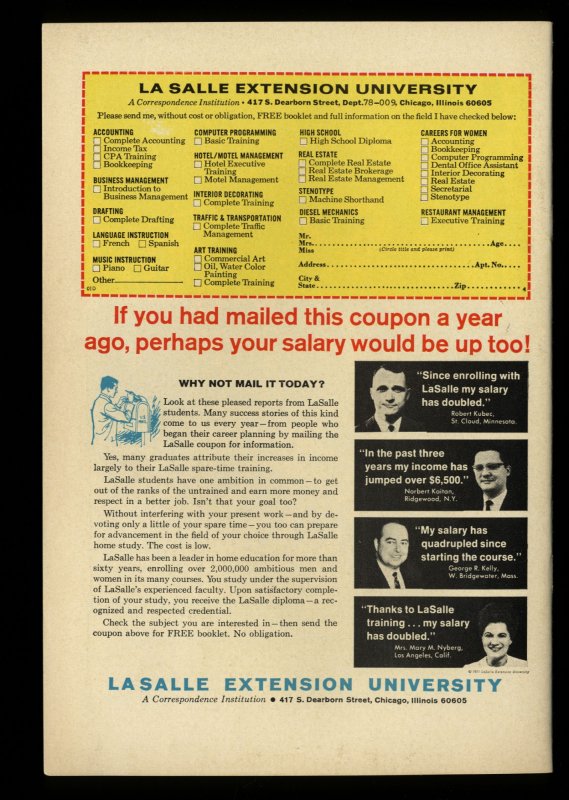 LA SALLE EXTENSION UNIVERSITY
A Correspondence Institution • 417 S. Dearborn Street, Dept. 78-009, Chicago, Illinois 60605
Please send me, without cost or obligation, FREE booklet and full information on the field I have checked below:
ACCOUNTING
Complete Accounting
Income Tax
CPA Training
Bookkeeping
BUSINESS MANAGEMENT
Introduction to
Business Management
DRAFTING
Complete Drafting
LANGUAGE INSTRUCTION
French Spanish
MUSIC INSTRUCTION
Piano Guitar
Other
010
COMPUTER PROGRAMMING
Basic Training
HOTEL/MOTEL MANAGEMENT
Hotel Executive
Training
Motel Management
INTERIOR DECORATING
Complete Training
TRAFFIC & TRANSPORTATION
Complete Traffic
Management
ART TRAINING
Commercial Art
Oil, Water Color
Painting
Complete Training
HIGH SCHOOL
High School Diploma
REAL ESTATE
Complete Real Estate
Real Estate Brokerage
Real Estate Management
STENOTYPE
Machine Shorthand
DIESEL MECHANICS
Basic Training
CAREERS FOR WOMEN
Accounting
Bookkeeping
Computer Programming
Dental Office Assistant
Interior Decorating
Real Estate
Secretarial
Stenotype
RESTAURANT MANAGEMENT
Executive Training
Mr.
Mrs. Age
Miss (Circle title and please print)
Address Apt. No.
City &
State Zip
If you had mailed this coupon a year
ago, perhaps your salary would be up too!
WHY NOT MAIL IT TODAY?
Look at these pleased reports from LaSalle
students. Many success stories of this kind
come to us every year—from people who
began their career planning by mailing the
LaSalle coupon for information.
Yes, many graduates attribute their increases in income
largely to their LaSalle spare-time training.
LaSalle students have one ambition in common—to get
out of the ranks of the untrained and earn more money and
respect in a better job. Isn't that your goal too?
Without interfering with your present work—and by de-
voting only a little of your spare time—you too can prepare
for advancement in the field of your choice through LaSalle
home study. The cost is low.
LaSalle has been a leader in home education for more than
sixty years, enrolling over 2,000,000 ambitious men and
women in its many courses. You study under the supervision
of LaSalle's experienced faculty. Upon satisfactory comple-
tion of your study, you receive the LaSalle diploma—a rec-
ognized and respected credential.
Check the subject you are interested in—then send the
coupon above for FREE booklet. No obligation.
"Since enrolling with
LaSalle my salary
has doubled."
Robert Kubec,
St. Cloud, Minnesota.
"In the past three
years my income has
jumped over $6,500."
Norbert Kaitan,
Ridgewood, N.Y.
"My salary has
quadrupled since
starting the course."
George R. Kelly,
W. Bridgewater, Mass.
"Thanks to LaSalle
training . . . my salary
has doubled."
Mrs. Mary M. Nyberg,
Los Angeles, Calif.
© 1971 LaSalle Extension University
LA SALLE EXTENSION UNIVERSITY
A Correspondence Institution • 417 S. Dearborn Street, Chicago, Illinois 60605